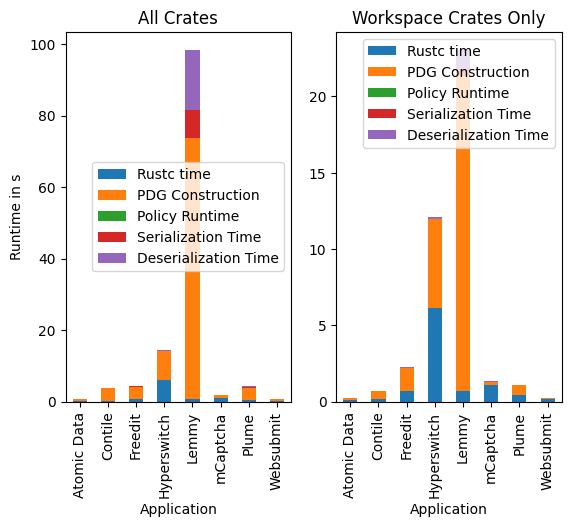 All Crates
Runtime in s
100
80
60
40
20
0
Rustc time
PDG Construction
Policy Runtime
Serialization Time
Deserialization Time
Atomic Data
Contile
Freedit
Hyperswitch
Lemmy
mCaptcha
Plume
Websubmit
Application
Workspace Crates Only
20
15
10
5
0
Rustc time
PDG Construction
Policy Runtime
Serialization Time
Deserialization Time
Atomic Data
Contile
Freedit
Hyperswitch
Lemmy
mCaptcha
Plume
Websubmit
Application